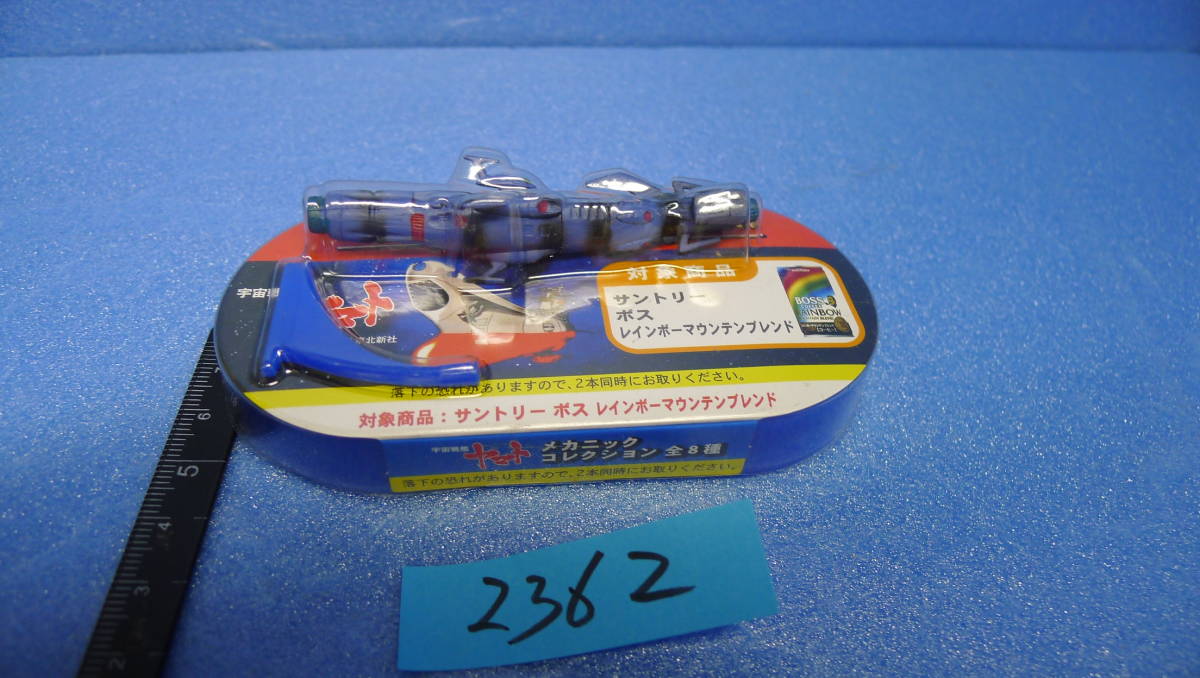 対象商品
サントリー
ボス
レインボーマウンテンブレンド
BOSS
RAINBOW
宇宙戦
ヤマト
北新社
落下の恐れがありますので、2本同時にお取りください。
対象商品：サントリー ボス レインボーマウンテンブレンド
宇宙戦艦
ヤマト
メカニック
コレクション 全8種
落下の恐れがありますので、2本同時にお取りください。
6
5
4
3
2
2362